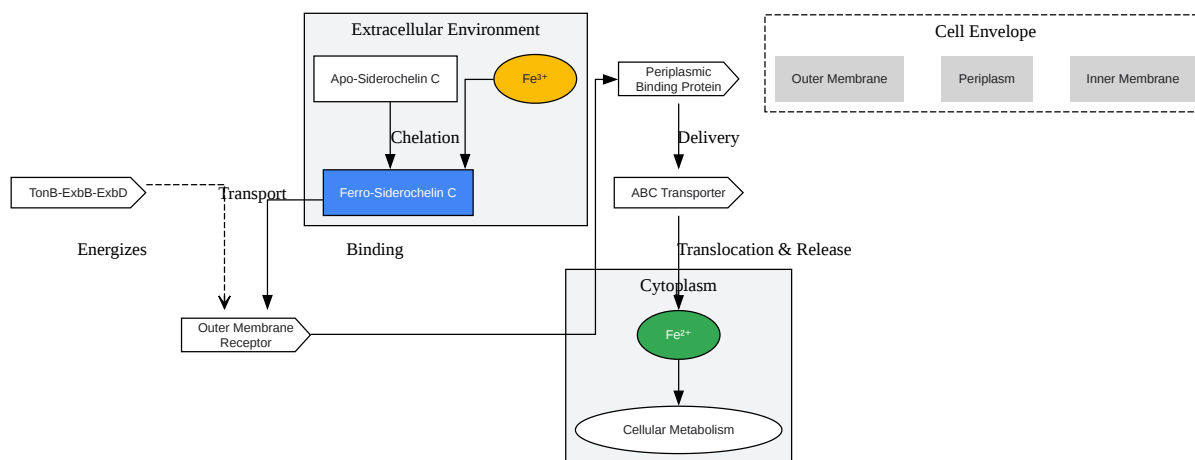 Extracellular Environment
Apo-Siderochelin C
Fe³⁺
Chelation
Ferro-Siderochelin C
Periplasmic
Binding Protein
Delivery
ABC Transporter
Cell Envelope
Outer Membrane
Periplasm
Inner Membrane
TonB-ExbB-ExbD
Transport
Energizes
Binding
Translocation & Release
Outer Membrane
Receptor
Cytoplasm
Fe²⁺
Cellular Metabolism